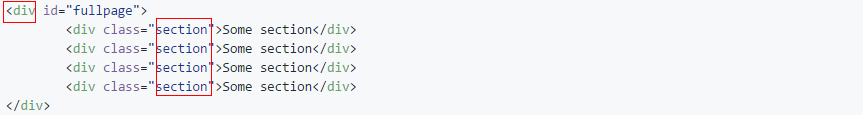 <div id="fullpage">
<div class="section">Some section</div>
<div class="section">Some section</div>
<div class="section">Some section</div>
<div class="section">Some section</div>
</div>